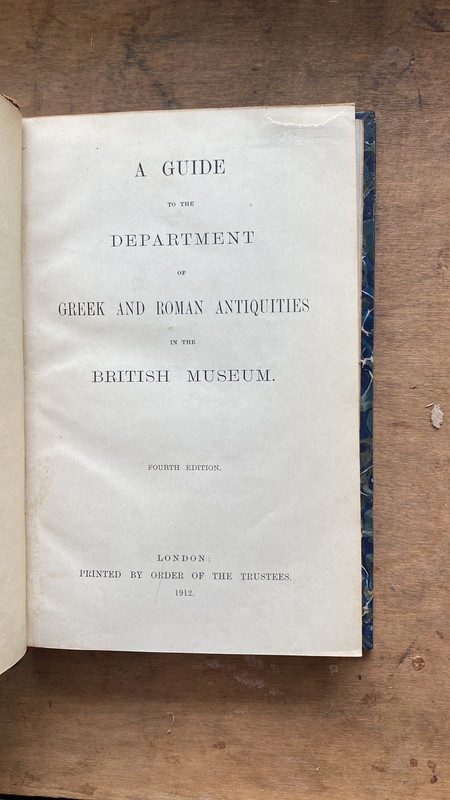 A GUIDE
TO THE
DEPARTMENT
OF
GREEK AND ROMAN ANTIQUITIES
IN THE
BRITISH MUSEUM.
FOURTH EDITION.
LONDON:
PRINTED BY ORDER OF THE TRUSTEES.
1912.